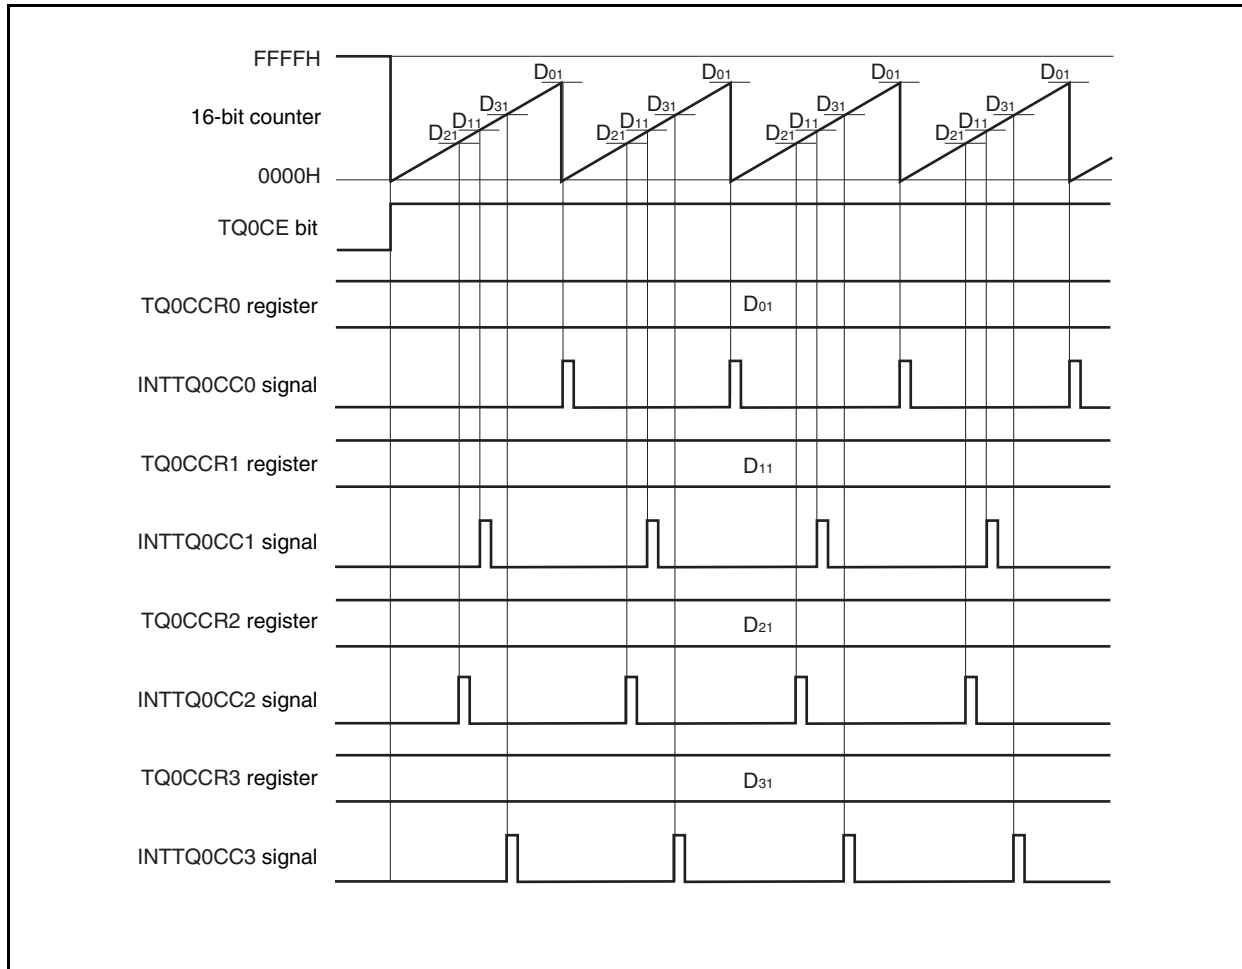 FFFFH
D01 D01 D01 D01
16-bit counter
D31 D31 D31 D31
D11 D11 D11 D11
D21 D21 D21 D21
0000H
TQ0CE bit
TQ0CCR0 register
D01
INTTQ0CC0 signal
TQ0CCR1 register
D11
INTTQ0CC1 signal
TQ0CCR2 register
D21
INTTQ0CC2 signal
TQ0CCR3 register
D31
INTTQ0CC3 signal